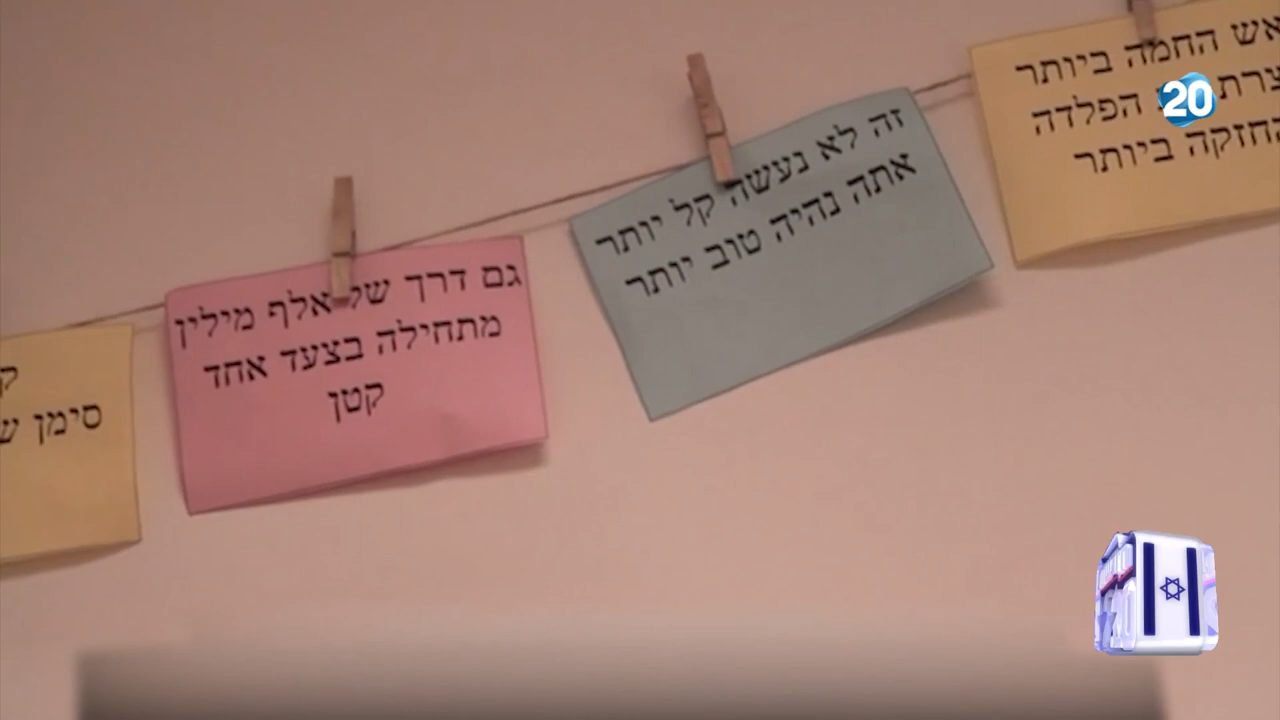 אש החמה ביותר
הפלדה
החזקה ביותר
זה לא נעשה קל יותר
אתה נהיה טוב יותר
גם דרך של אלף מילין
מתחילה בצעד אחד
קטן
סימן
20